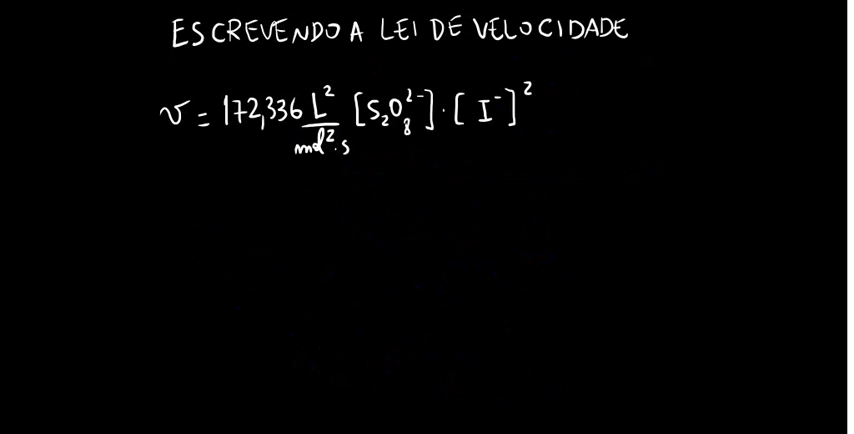 ESCREVENDO A LEI DE VELOCIDADE
v = 172,336 L²/mol²·s [S₂O₈²⁻]·[I⁻]²